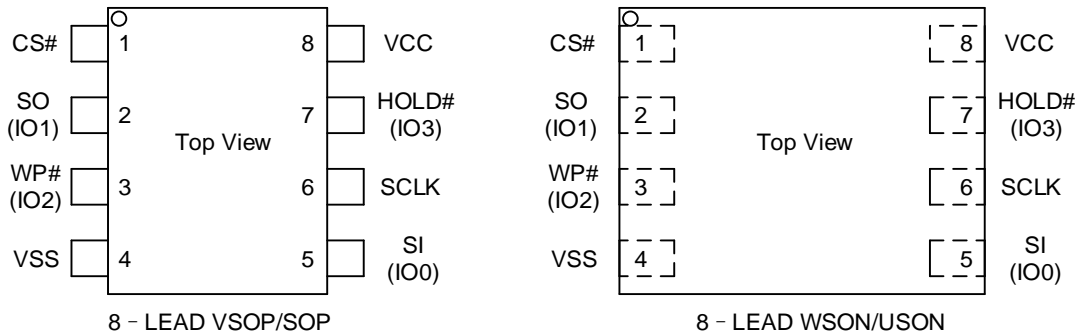 CS#
1
8
VCC
SO
(IO1)
2
7
HOLD#
(IO3)
Top View
WP#
(IO2)
3
6
SCLK
VSS
4
5
SI
(IO0)
8 – LEAD VSOP/SOP
CS#
1
8
VCC
SO
(IO1)
2
7
HOLD#
(IO3)
Top View
WP#
(IO2)
3
6
SCLK
VSS
4
5
SI
(IO0)
8 – LEAD WSON/USON